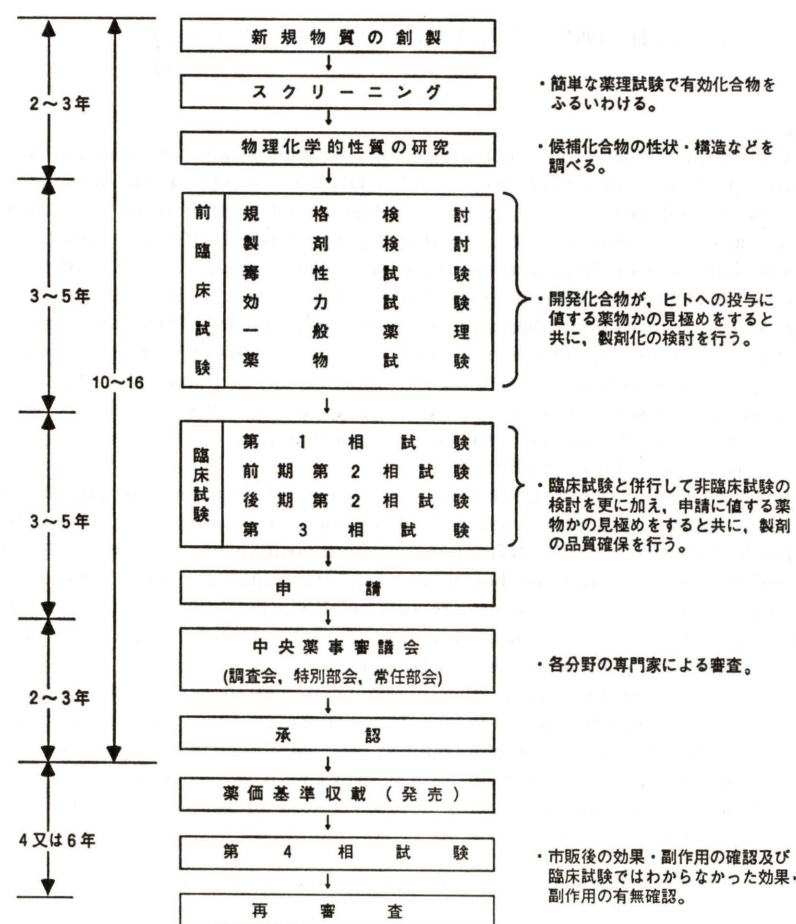 新規物質の創製
スクリーニング
・簡単な薬理試験で有効化合物を
ふるいわける。
2～3年
物理化学的性質の研究
・候補化合物の性状・構造などを
調べる。
前臨床試験
規格検討
製剤検討
毒性試験
効力試験
一般薬理
薬物試験
3～5年
・開発化合物が，ヒトへの投与に
値する薬物かの見極めをすると
共に，製剤化の検討を行う。
10～16
臨床試験
第1相試験
前期第2相試験
後期第2相試験
第3相試験
3～5年
・臨床試験と併行して非臨床試験の
検討を更に加え，申請に値する薬
物かの見極めをすると共に，製剤
の品質確保を行う。
申請
中央薬事審議会
(調査会，特別部会，常任部会)
・各分野の専門家による審査。
2～3年
承認
薬価基準収載（発売）
4又は6年
第4相試験
・市販後の効果・副作用の確認及び
臨床試験ではわからなかった効果・
副作用の有無確認。
再審査